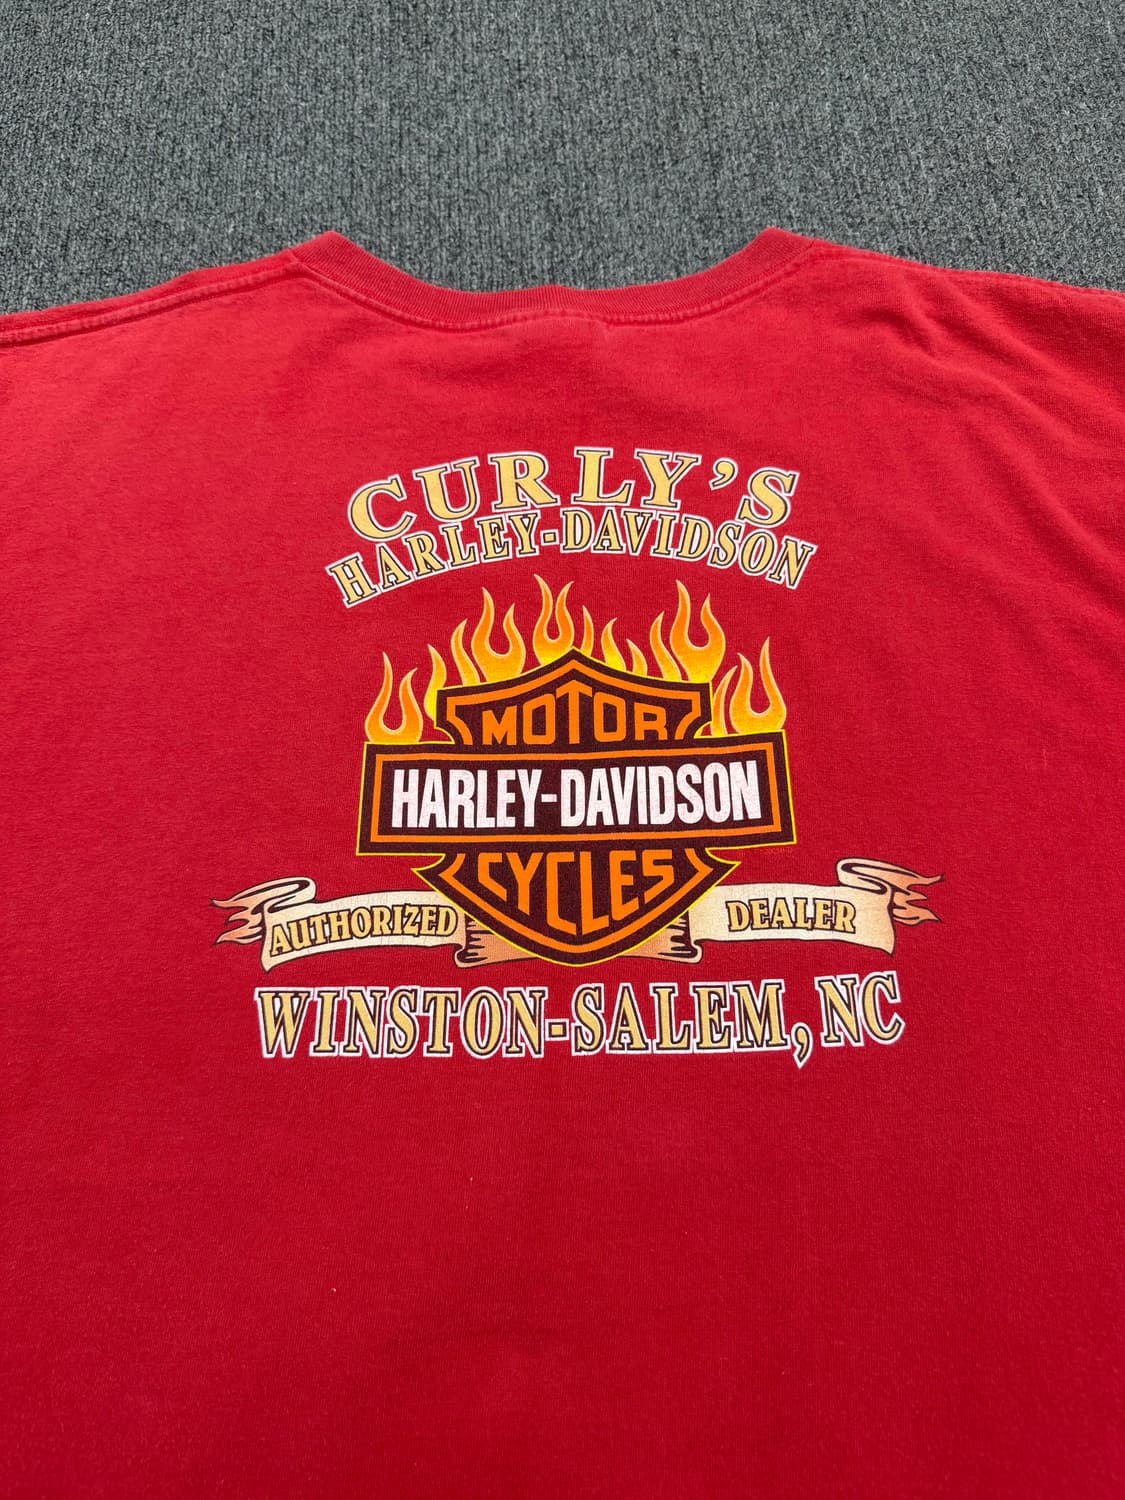 CURLY'S
HARLEY-DAVIDSON
MOTOR
HARLEY-DAVIDSON
CYCLES
AUTHORIZED DEALER
WINSTON-SALEM, NC